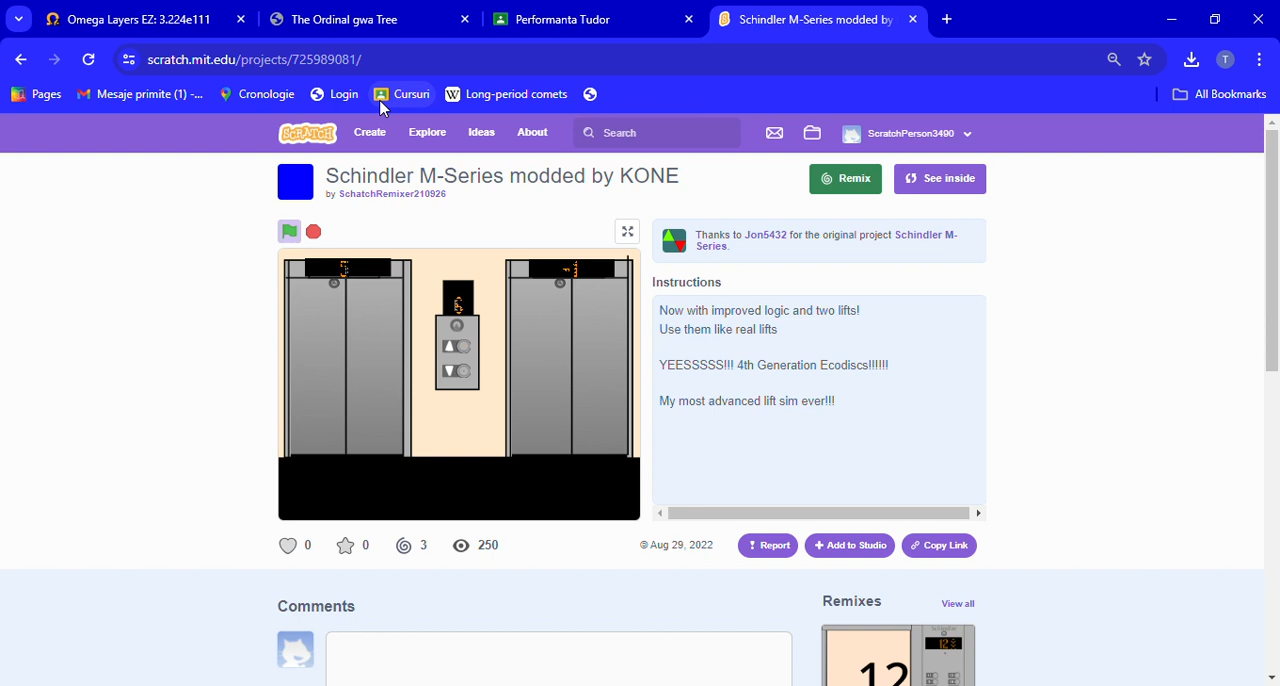 Omega Layers EZ: 3.224e111
The Ordinal gwa Tree
Performanta Tudor
Schindler M-Series modded by
scratch.mit.edu/projects/725989081/
T
Pages
Mesaje primite (1) -...
Cronologie
Login
Cursuri
W Long-period comets
All Bookmarks
SCRATCH
Create
Explore
Ideas
About
Search
ScratchPerson3490
Schindler M-Series modded by KONE
by SchatchRemixer210926
Remix
See inside
Thanks to Jon5432 for the original project Schindler M-
Series.
Instructions
Now with improved logic and two lifts!
Use them like real lifts
YEESSSSS!!! 4th Generation Ecodiscs!!!!!!
My most advanced lift sim ever!!!
-1
0
0
3
250
© Aug 29, 2022
Report
Add to Studio
Copy Link
Comments
Remixes
View all
12